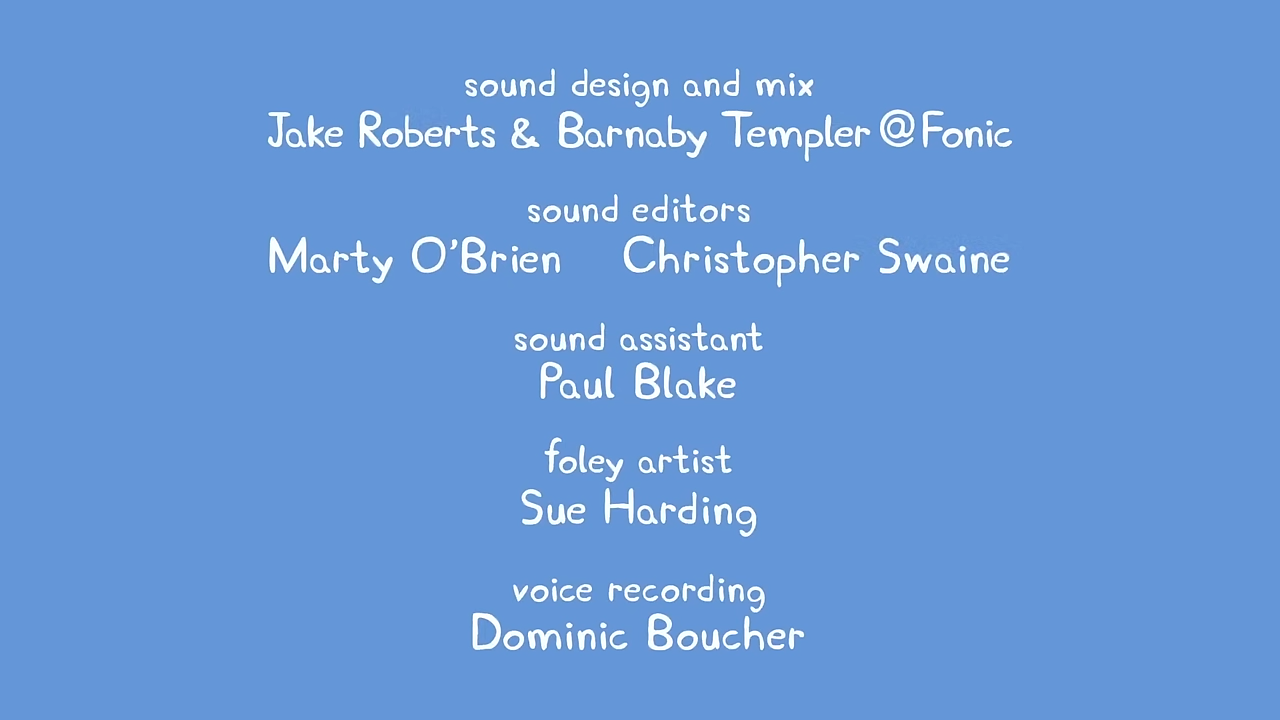 sound design and mix
Jake Roberts & Barnaby Templer @Fonic
sound editors
Marty O'Brien Christopher Swaine
sound assistant
Paul Blake
foley artist
Sue Harding
voice recording
Dominic Boucher